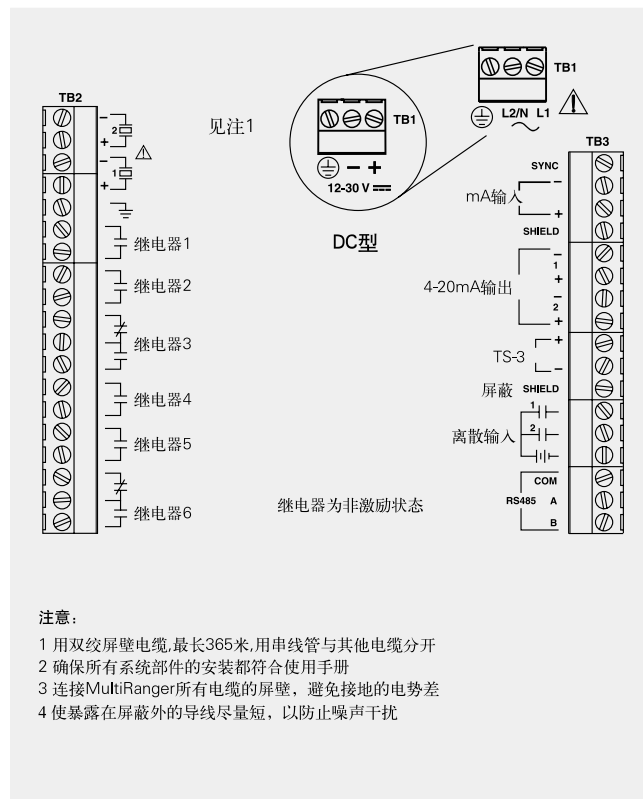 TB2
2
-
+
1
-
+
继电器1
继电器2
继电器3
继电器4
继电器5
继电器6
见注1
TB1
- +
12-30 V
DC型
TB1
L2/N L1
TB3
SYNC
-
mA输入
+
SHIELD
-
1
+
4-20mA输出
-
2
+
+
TS-3
-
屏蔽 SHIELD
1
2
离散输入
COM
RS485 A
B
继电器为非激励状态
注意：
1 用双绞屏壁电缆,最长365米,用串线管与其他电缆分开
2 确保所有系统部件的安装都符合使用手册
3 连接MultiRanger所有电缆的屏壁，避免接地的电势差
4 使暴露在屏蔽外的导线尽量短，以防止噪声干扰